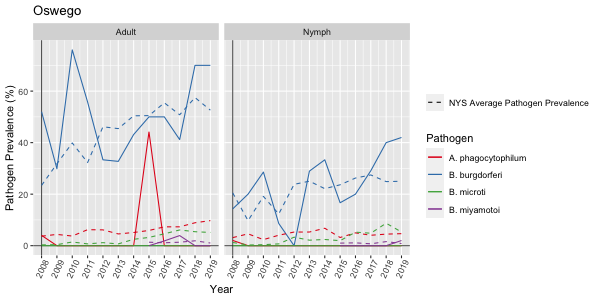 Oswego
Adult
Nymph
Pathogen Prevalence (%)
60
40
20
0
2008 2009 2010 2011 2012 2013 2014 2015 2016 2017 2018 2019
2008 2009 2010 2011 2012 2013 2014 2015 2016 2017 2018 2019
Year
NYS Average Pathogen Prevalence
Pathogen
A. phagocytophilum
B. burgdorferi
B. microti
B. miyamotoi